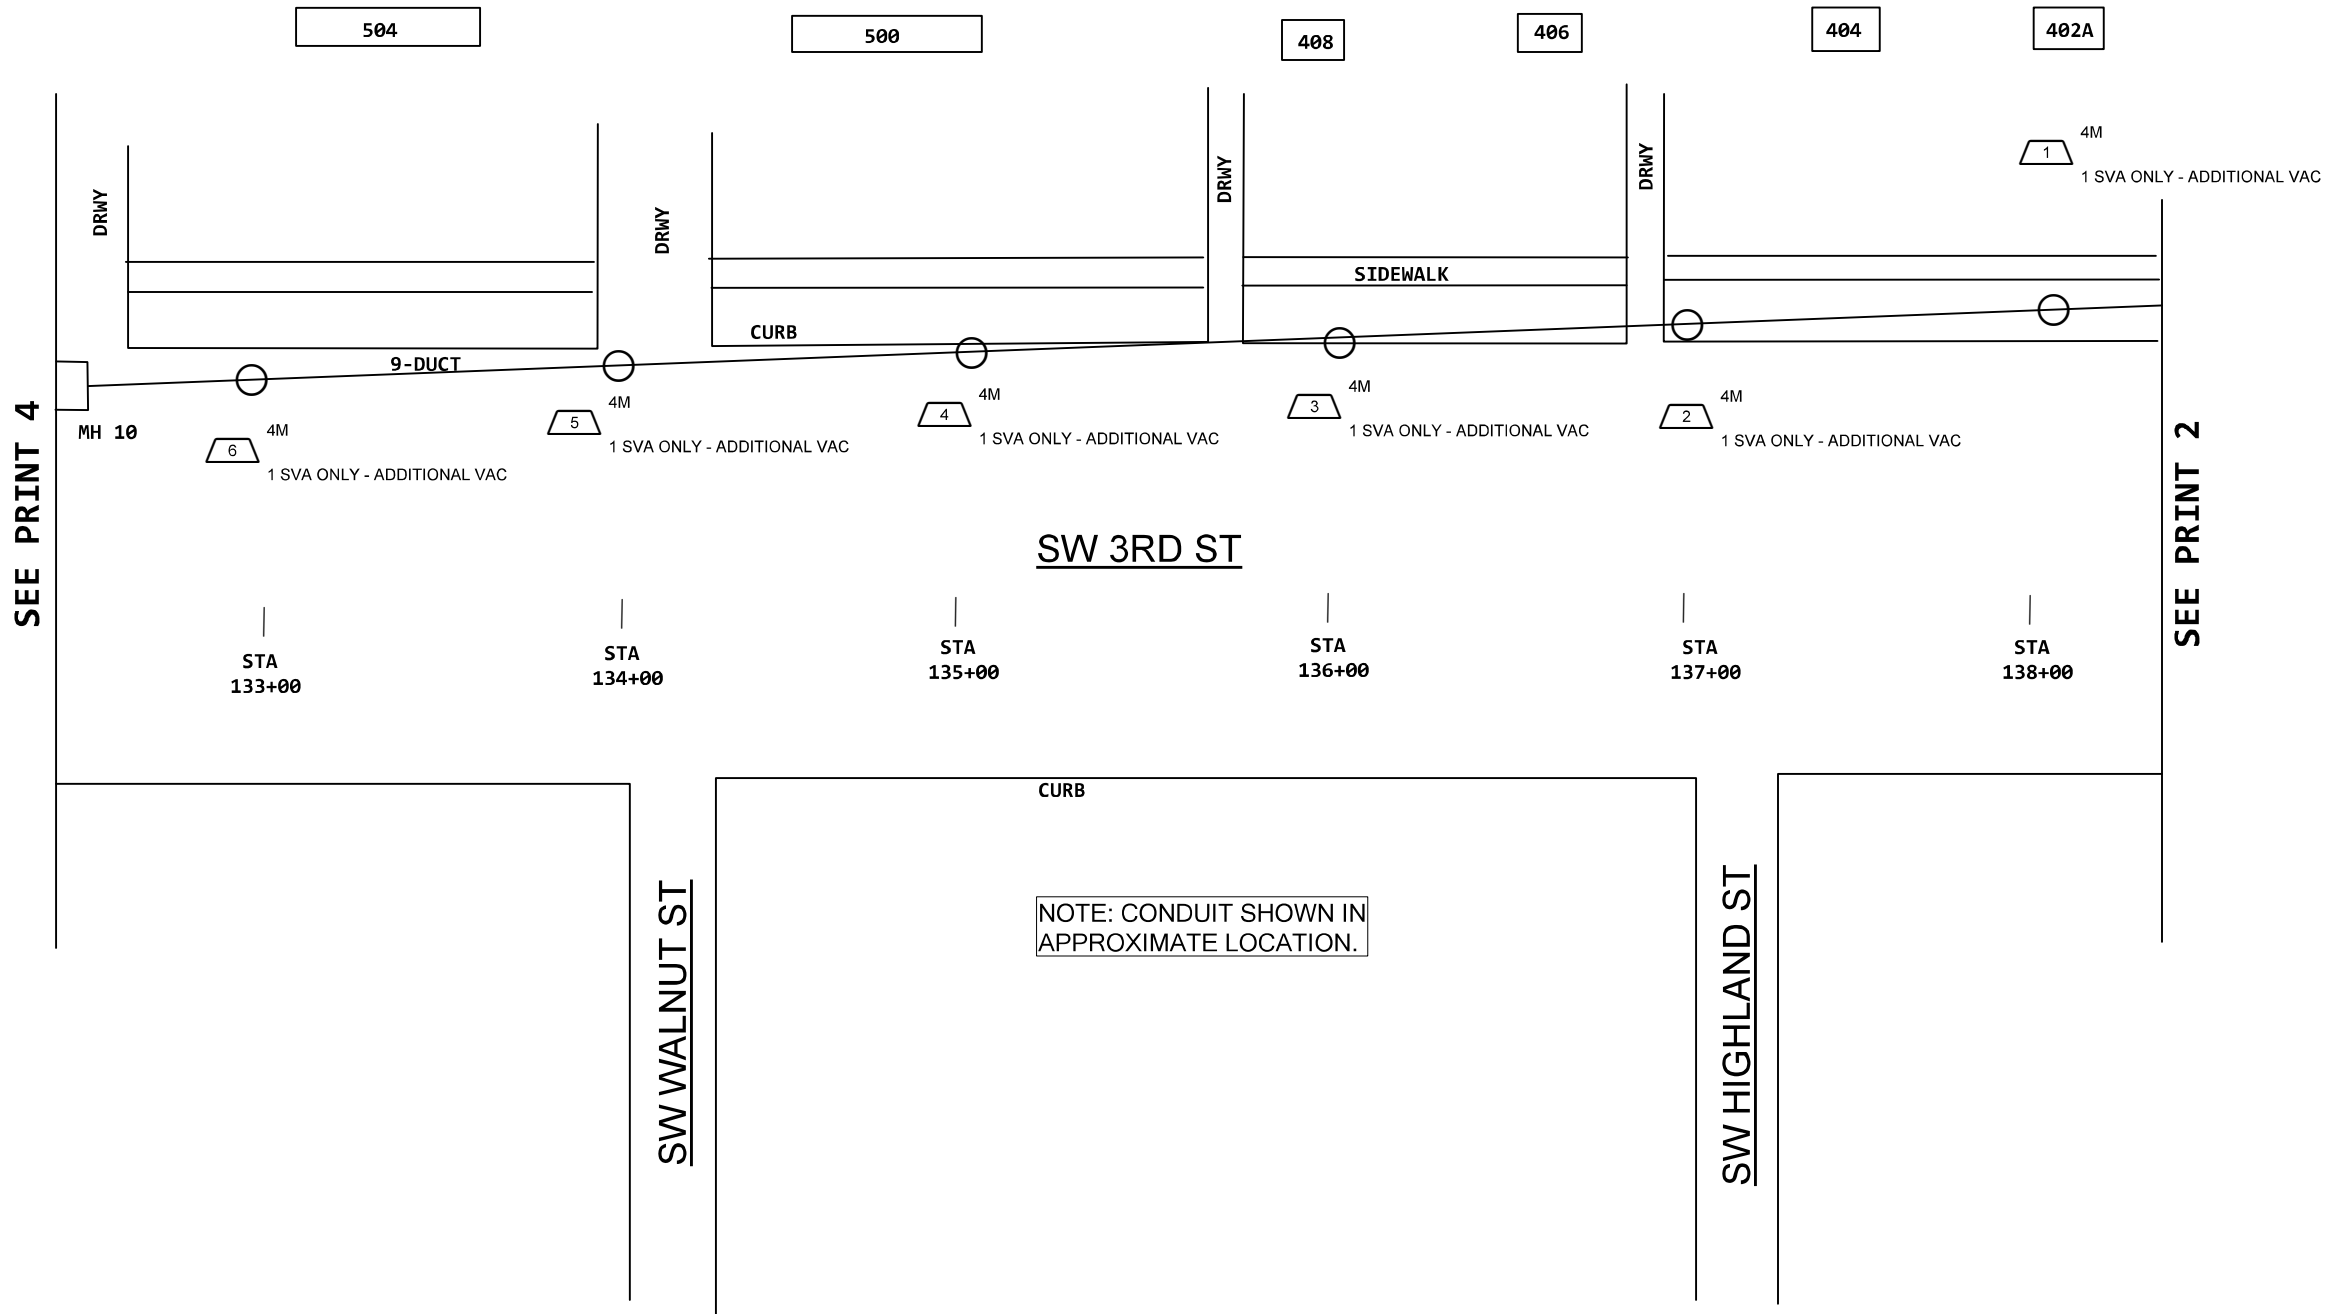 504
500
408
406
404
402A
DRWY
DRWY
DRWY
DRWY
1
4M
1 SVA ONLY - ADDITIONAL VAC
SIDEWALK
CURB
9-DUCT
MH 10
6
4M
1 SVA ONLY - ADDITIONAL VAC
5
4M
1 SVA ONLY - ADDITIONAL VAC
4
4M
1 SVA ONLY - ADDITIONAL VAC
3
4M
1 SVA ONLY - ADDITIONAL VAC
2
4M
1 SVA ONLY - ADDITIONAL VAC
SEE PRINT 4
SEE PRINT 2
SW 3RD ST
STA
133+00
STA
134+00
STA
135+00
STA
136+00
STA
137+00
STA
138+00
CURB
SW WALNUT ST
NOTE: CONDUIT SHOWN IN
APPROXIMATE LOCATION.
SW HIGHLAND ST